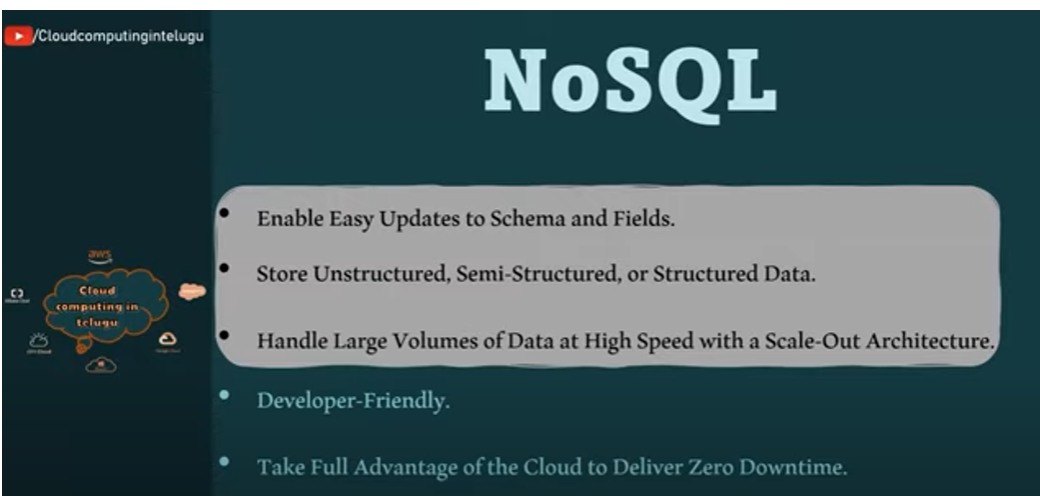 /Cloudcomputingintelugu
NoSQL
• Enable Easy Updates to Schema and Fields.
• Store Unstructured, Semi-Structured, or Structured Data.
• Handle Large Volumes of Data at High Speed with a Scale-Out Architecture.
• Developer-Friendly.
• Take Full Advantage of the Cloud to Deliver Zero Downtime.
aws
Cloud
computing in
telugu